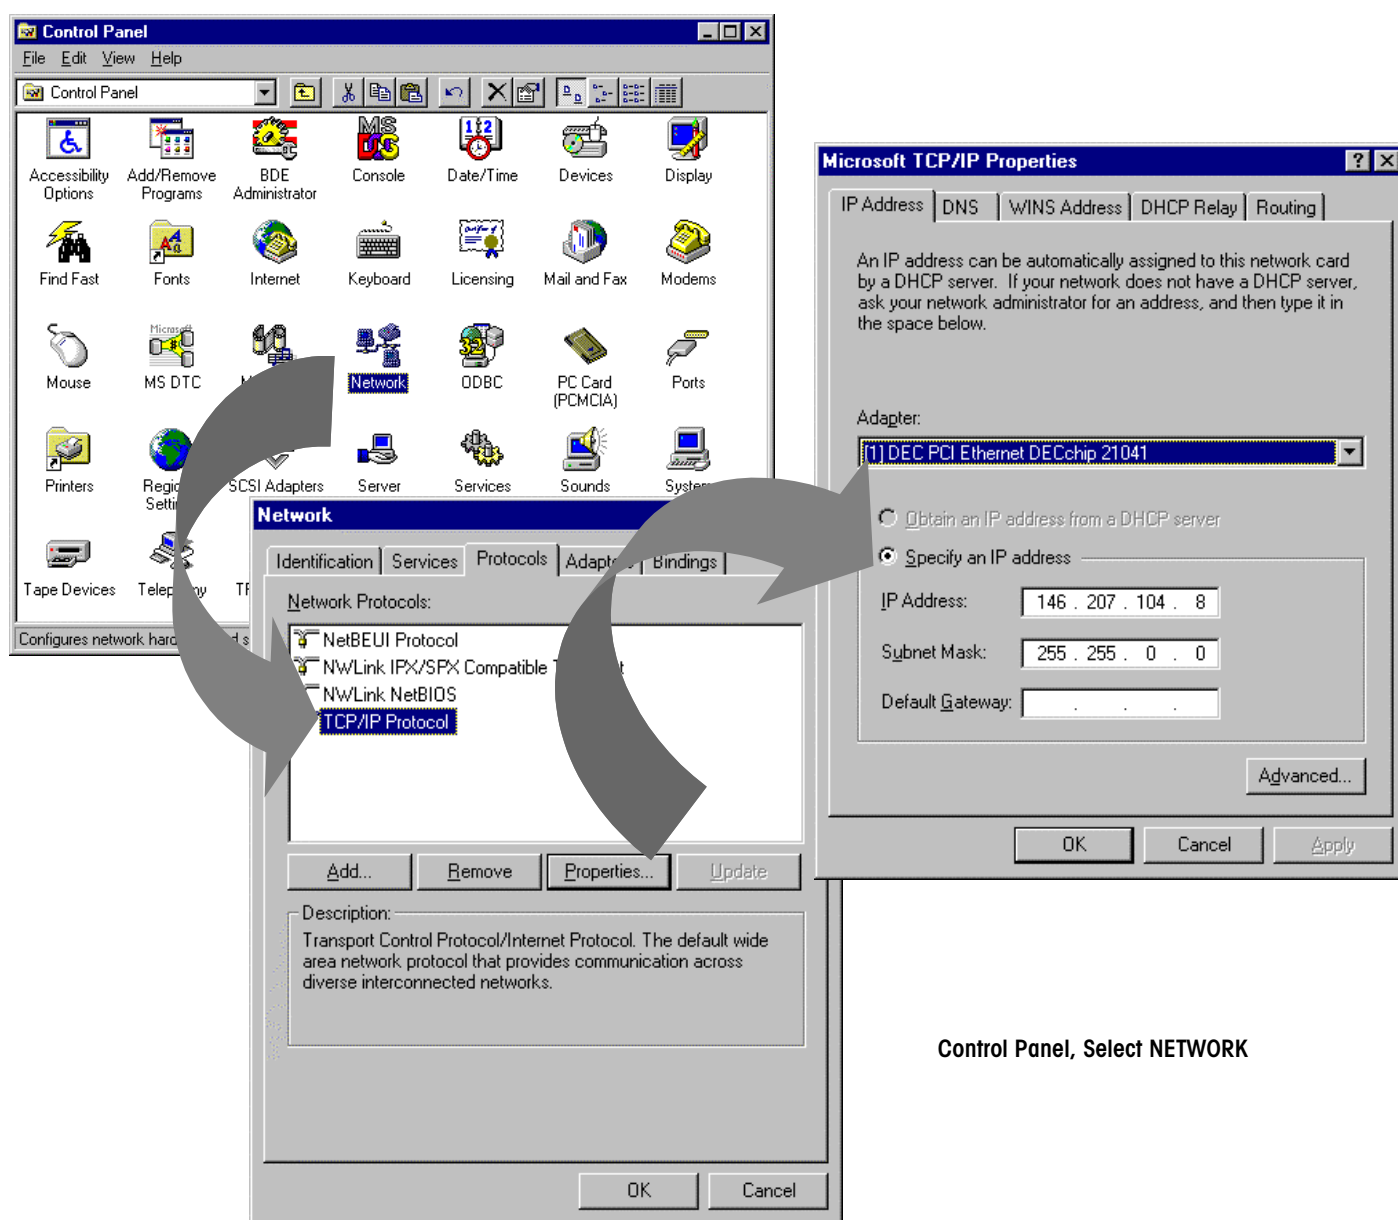 Control Panel
File Edit View Help
Control Panel
Accessibility Options
Add/Remove Programs
BDE Administrator
MS
Console
Date/Time
Devices
Display
Find Fast
Fonts
Internet
Keyboard
Licensing
Mail and Fax
Modems
Mouse
Microsoft
MS DTC
Network
32
ODBC
PC Card (PCMCIA)
Ports
Printers
SCSI Adapters
Server
Services
Sounds
System
Tape Devices
Configures network
Network
Identification Services Protocols Bindings
Network Protocols:
NetBEUI Protocol
NWLink IPX/SPX Compatible
NWLink NetBIOS
TCP/IP Protocol
Add... Remove Properties... Update
Description:
Transport Control Protocol/Internet Protocol. The default wide
area network protocol that provides communication across
diverse interconnected networks.
OK Cancel
Microsoft TCP/IP Properties
IP Address DNS WINS Address DHCP Relay Routing
An IP address can be automatically assigned to this network card
by a DHCP server. If your network does not have a DHCP server,
ask your network administrator for an address, and then type it in
the space below.
Adapter:
[1] DEC PCI Ethernet DECchip 21041
Obtain an IP address from a DHCP server
Specify an IP address
IP Address: 146 . 207 . 104 . 8
Subnet Mask: 255 . 255 . 0 . 0
Default Gateway: . . .
Advanced...
OK Cancel Apply
Control Panel, Select NETWORK